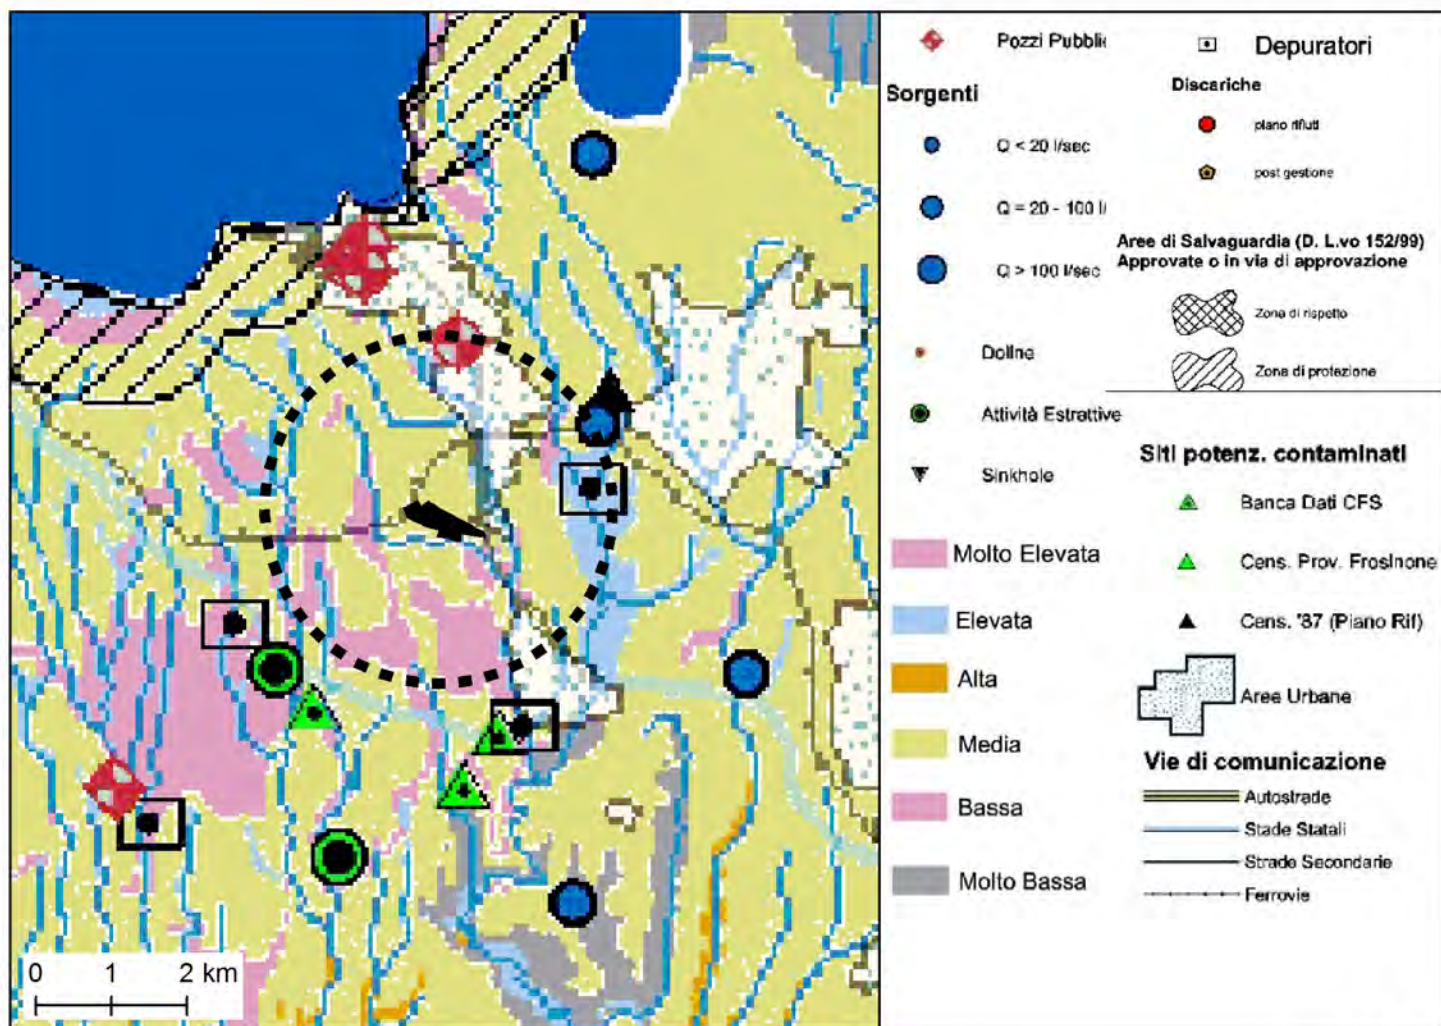 Pozzi Pubblic
Sorgenti
Q < 20 l/sec
Q = 20 - 100 l/
Q > 100 l/sec
Doline
Attività Estrattive
Sinkhole
Molto Elevata
Elevata
Alta
Media
Bassa
Molto Bassa
Depuratori
Discariche
piano rifiuti
post gestione
Aree di Salvaguardia (D. L.vo 152/99)
Approvate o in via di approvazione
Zona di rispetto
Zona di protezione
Siti potenz. contaminati
Banca Dati CFS
Cens. Prov. Frosinone
Cens. '87 (Piano Rif)
Aree Urbane
Vie di comunicazione
Autostrade
Stade Statali
Strade Secondarie
Ferrovie
0 1 2 km